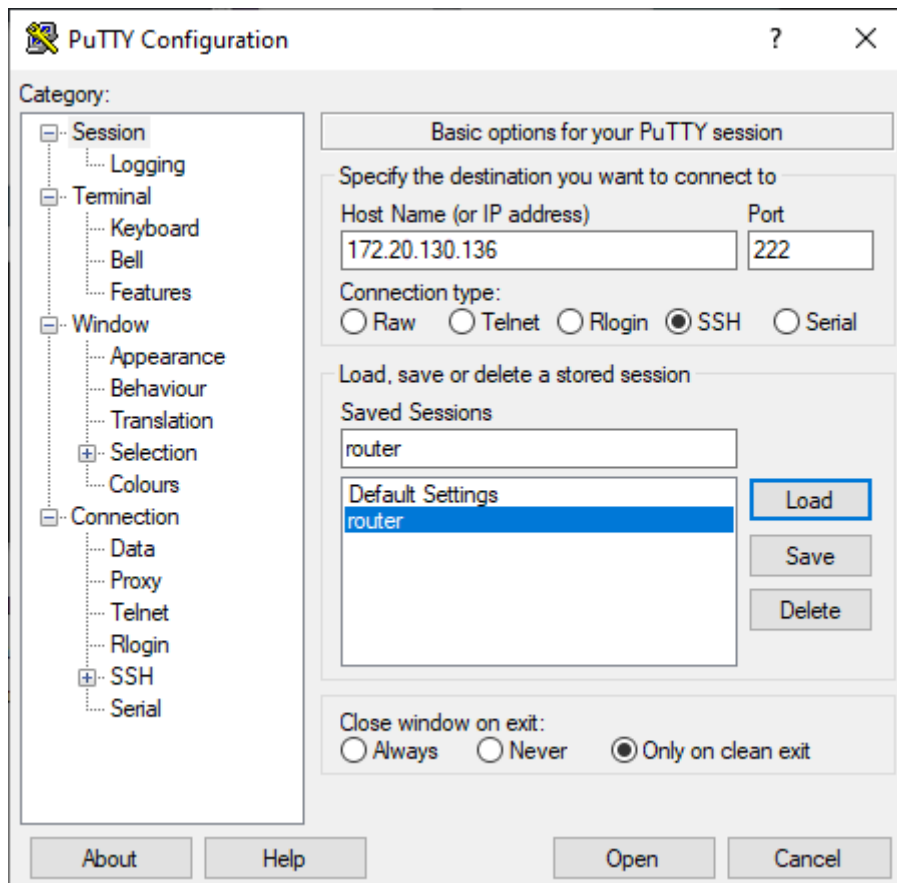 PuTTY Configuration
?
Category:
Session
Logging
Terminal
Keyboard
Bell
Features
Window
Appearance
Behaviour
Translation
Selection
Colours
Connection
Data
Proxy
Telnet
Rlogin
SSH
Serial
Basic options for your PuTTY session
Specify the destination you want to connect to
Host Name (or IP address) Port
172.20.130.136 222
Connection type:
Raw Telnet Rlogin SSH Serial
Load, save or delete a stored session
Saved Sessions
router
Default Settings
router
Load
Save
Delete
Close window on exit:
Always Never Only on clean exit
About Help Open Cancel